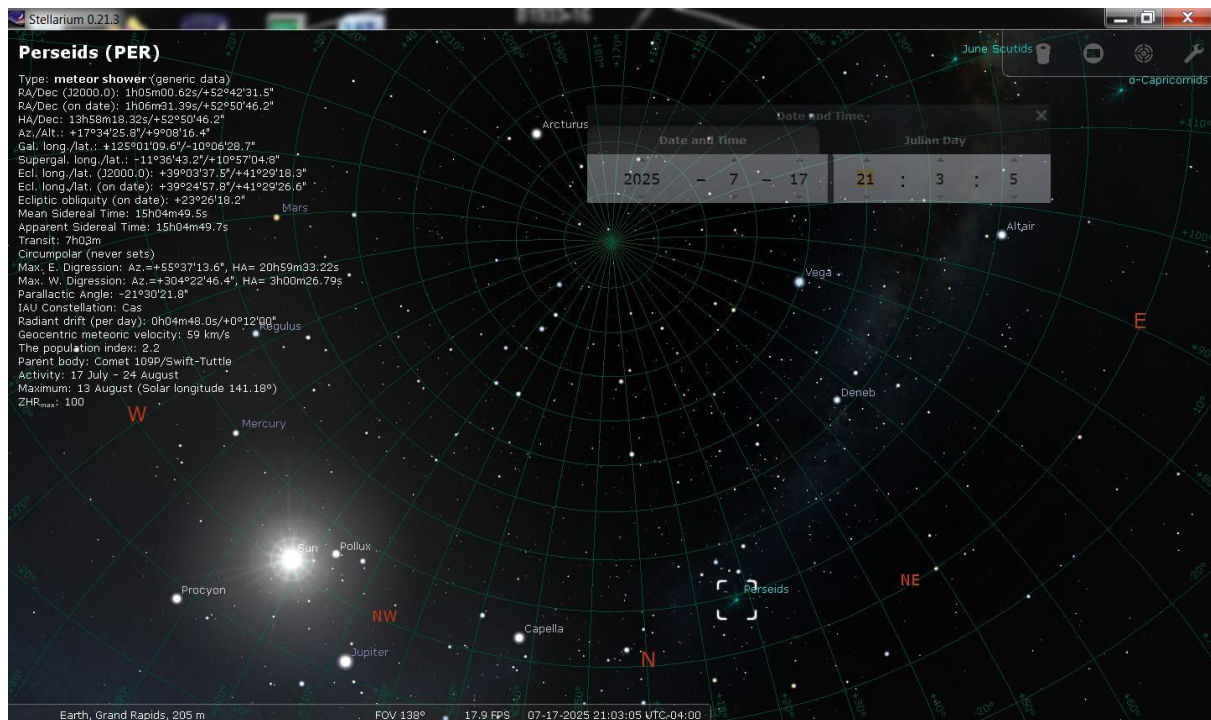 Stellarium 0.21.3
Perseids (PER)
Type: meteor shower (generic data)
RA/Dec (J2000.0): 1h05m00.62s/+52°42'31.5"
RA/Dec (on date): 1h06m31.39s/+52°50'46.2"
HA/Dec: 13h58m18.32s/+52°50'46.2"
Az./Alt.: +17°34'25.8"/+9°08'16.4"
Gal. long./lat.: +125°01'09.6"/-10°06'28.7"
Supergal. long./lat.: -11°36'43.2"/+10°57'04.8"
Ecl. long./lat. (J2000.0): +39°03'37.5"/+41°29'18.3"
Ecl. long./lat. (on date): +39°24'57.8"/+41°29'26.6"
Ecliptic obliquity (on date): +23°26'18.2"
Mean Sidereal Time: 15h04m49.5s
Apparent Sidereal Time: 15h04m49.7s
Transit: 7h03m
Circumpolar (never sets)
Max. E. Digression: Az.=+55°37'13.6", HA= 20h59m33.22s
Max. W. Digression: Az.=+304°22'46.4", HA= 3h00m26.79s
Parallactic Angle: -21°30'21.8"
IAU Constellation: Cas
Radiant drift (per day): 0h04m48.0s/+0°12'00"
Geocentric meteoric velocity: 59 km/s
The population index: 2.2
Parent body: Comet 109P/Swift-Tuttle
Activity: 17 July - 24 August
Maximum: 13 August (Solar longitude 141.18°)
ZHRmax: 100
June Scutids
α-Capricornids
Date and Time
Date and Time Julian Day
2025 - 7 - 17 21 : 3 : 5
Arcturus
Mars
Altair
Vega
Regulus
E
Deneb
W
Mercury
Sun
Pollux
Procyon
Perseids
NE
NW
Capella
Jupiter
N
Earth, Grand Rapids, 205 m FOV 138° 17.9 FPS 07-17-2025 21:03:05 UTC-04:00